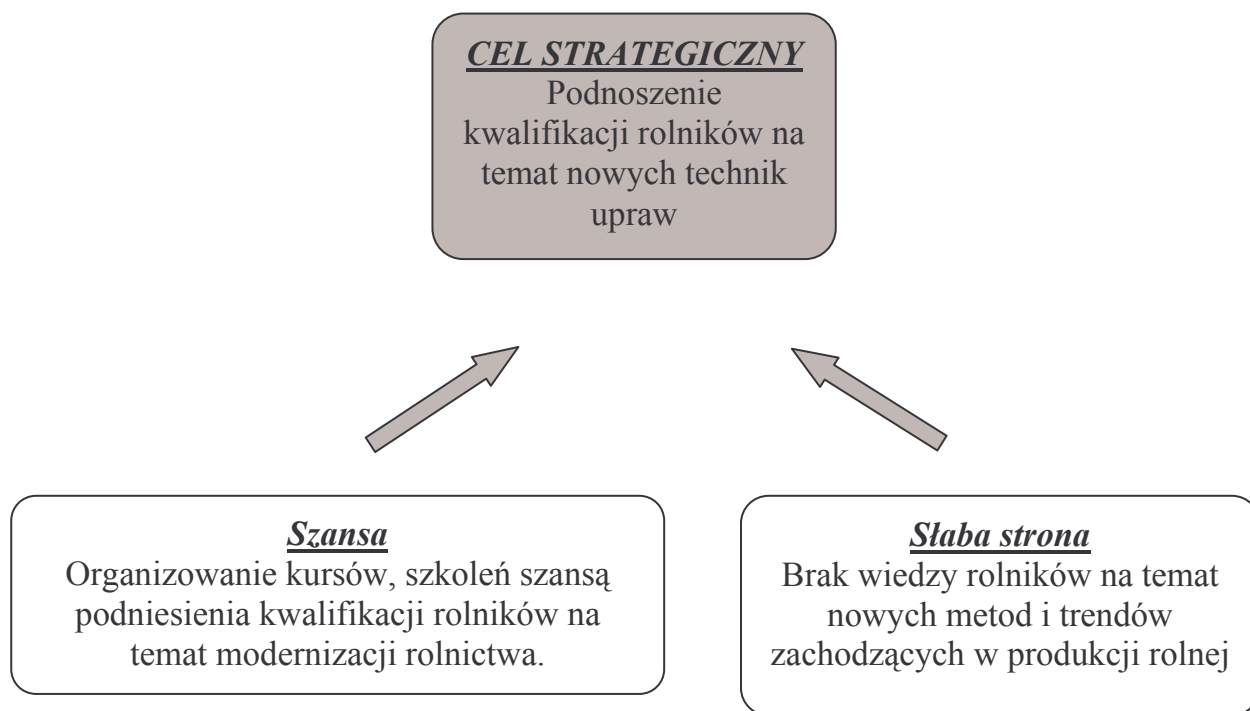 CEL STRATEGICZNY
Podnoszenie
kwalifikacji rolników na
temat nowych technik
upraw
Szansa
Organizowanie kursów, szkoleń szansą
podniesienia kwalifikacji rolników na
temat modernizacji rolnictwa.
Słaba strona
Brak wiedzy rolników na temat
nowych metod i trendów
zachodzących w produkcji rolnej